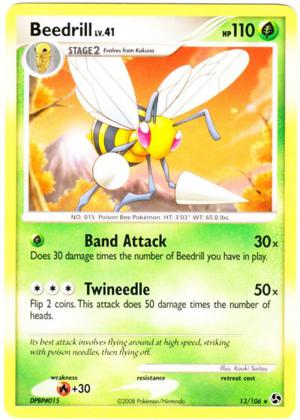 Beedrill LV.41
HP 110
STAGE 2 Evolves from Kakuna
NO. 015 Poison Bee Pokémon HT: 3'03" WT: 65.0 lbs.
Band Attack 30×
Does 30 damage times the number of Beedrill you have in play.
Twineedle 50×
Flip 2 coins. This attack does 50 damage times the number of
heads.
Its best attack involves flying around at high speed, striking
with poison needles, then flying off.
Illus. Kouki Saitou
weakness resistance retreat cost
+30
DPBP#015 ©2008 Pokémon/Nintendo 13/106 ★